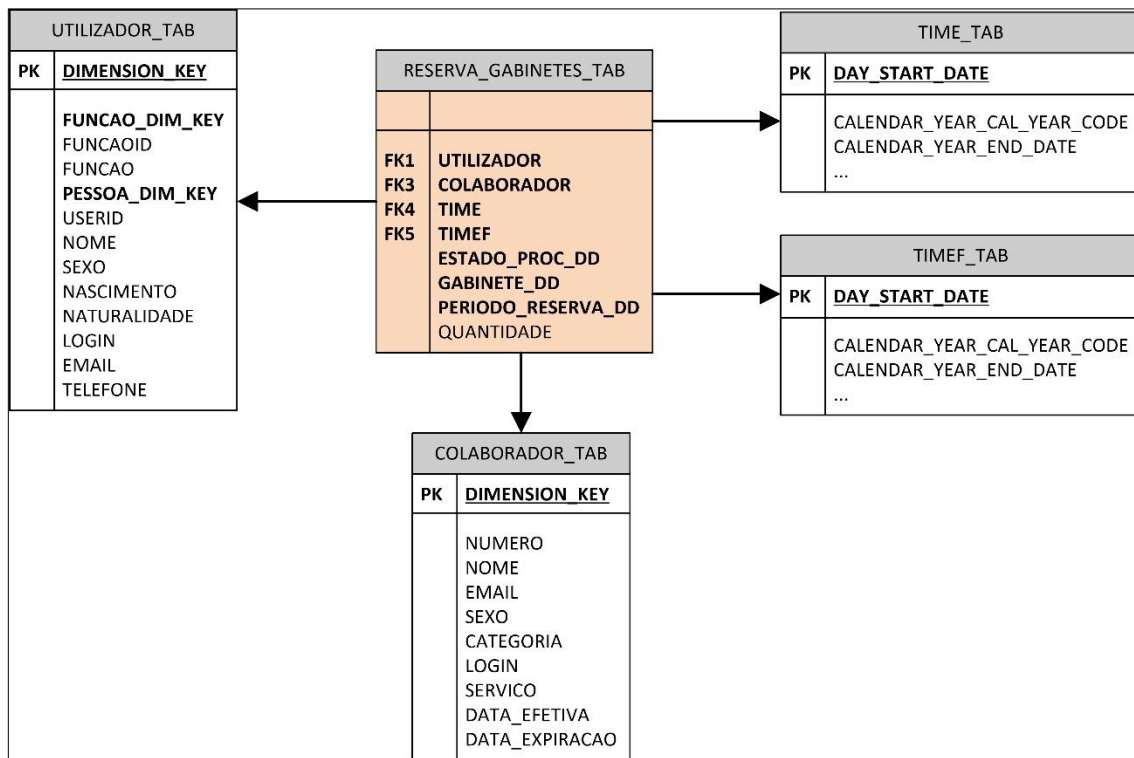 UTILIZADOR_TAB
PK DIMENSION_KEY
FUNCAO_DIM_KEY
FUNCAOID
FUNCAO
PESSOA_DIM_KEY
USERID
NOME
SEXO
NASCIMENTO
NATURALIDADE
LOGIN
EMAIL
TELEFONE
RESERVA_GABINETES_TAB
FK1 UTILIZADOR
FK3 COLABORADOR
FK4 TIME
FK5 TIMEF
ESTADO_PROC_DD
GABINETE_DD
PERIODO_RESERVA_DD
QUANTIDADE
TIME_TAB
PK DAY_START_DATE
CALENDAR_YEAR_CAL_YEAR_CODE
CALENDAR_YEAR_END_DATE
...
TIMEF_TAB
PK DAY_START_DATE
CALENDAR_YEAR_CAL_YEAR_CODE
CALENDAR_YEAR_END_DATE
...
COLABORADOR_TAB
PK DIMENSION_KEY
NUMERO
NOME
EMAIL
SEXO
CATEGORIA
LOGIN
SERVICO
DATA_EFETIVA
DATA_EXPIRACAO